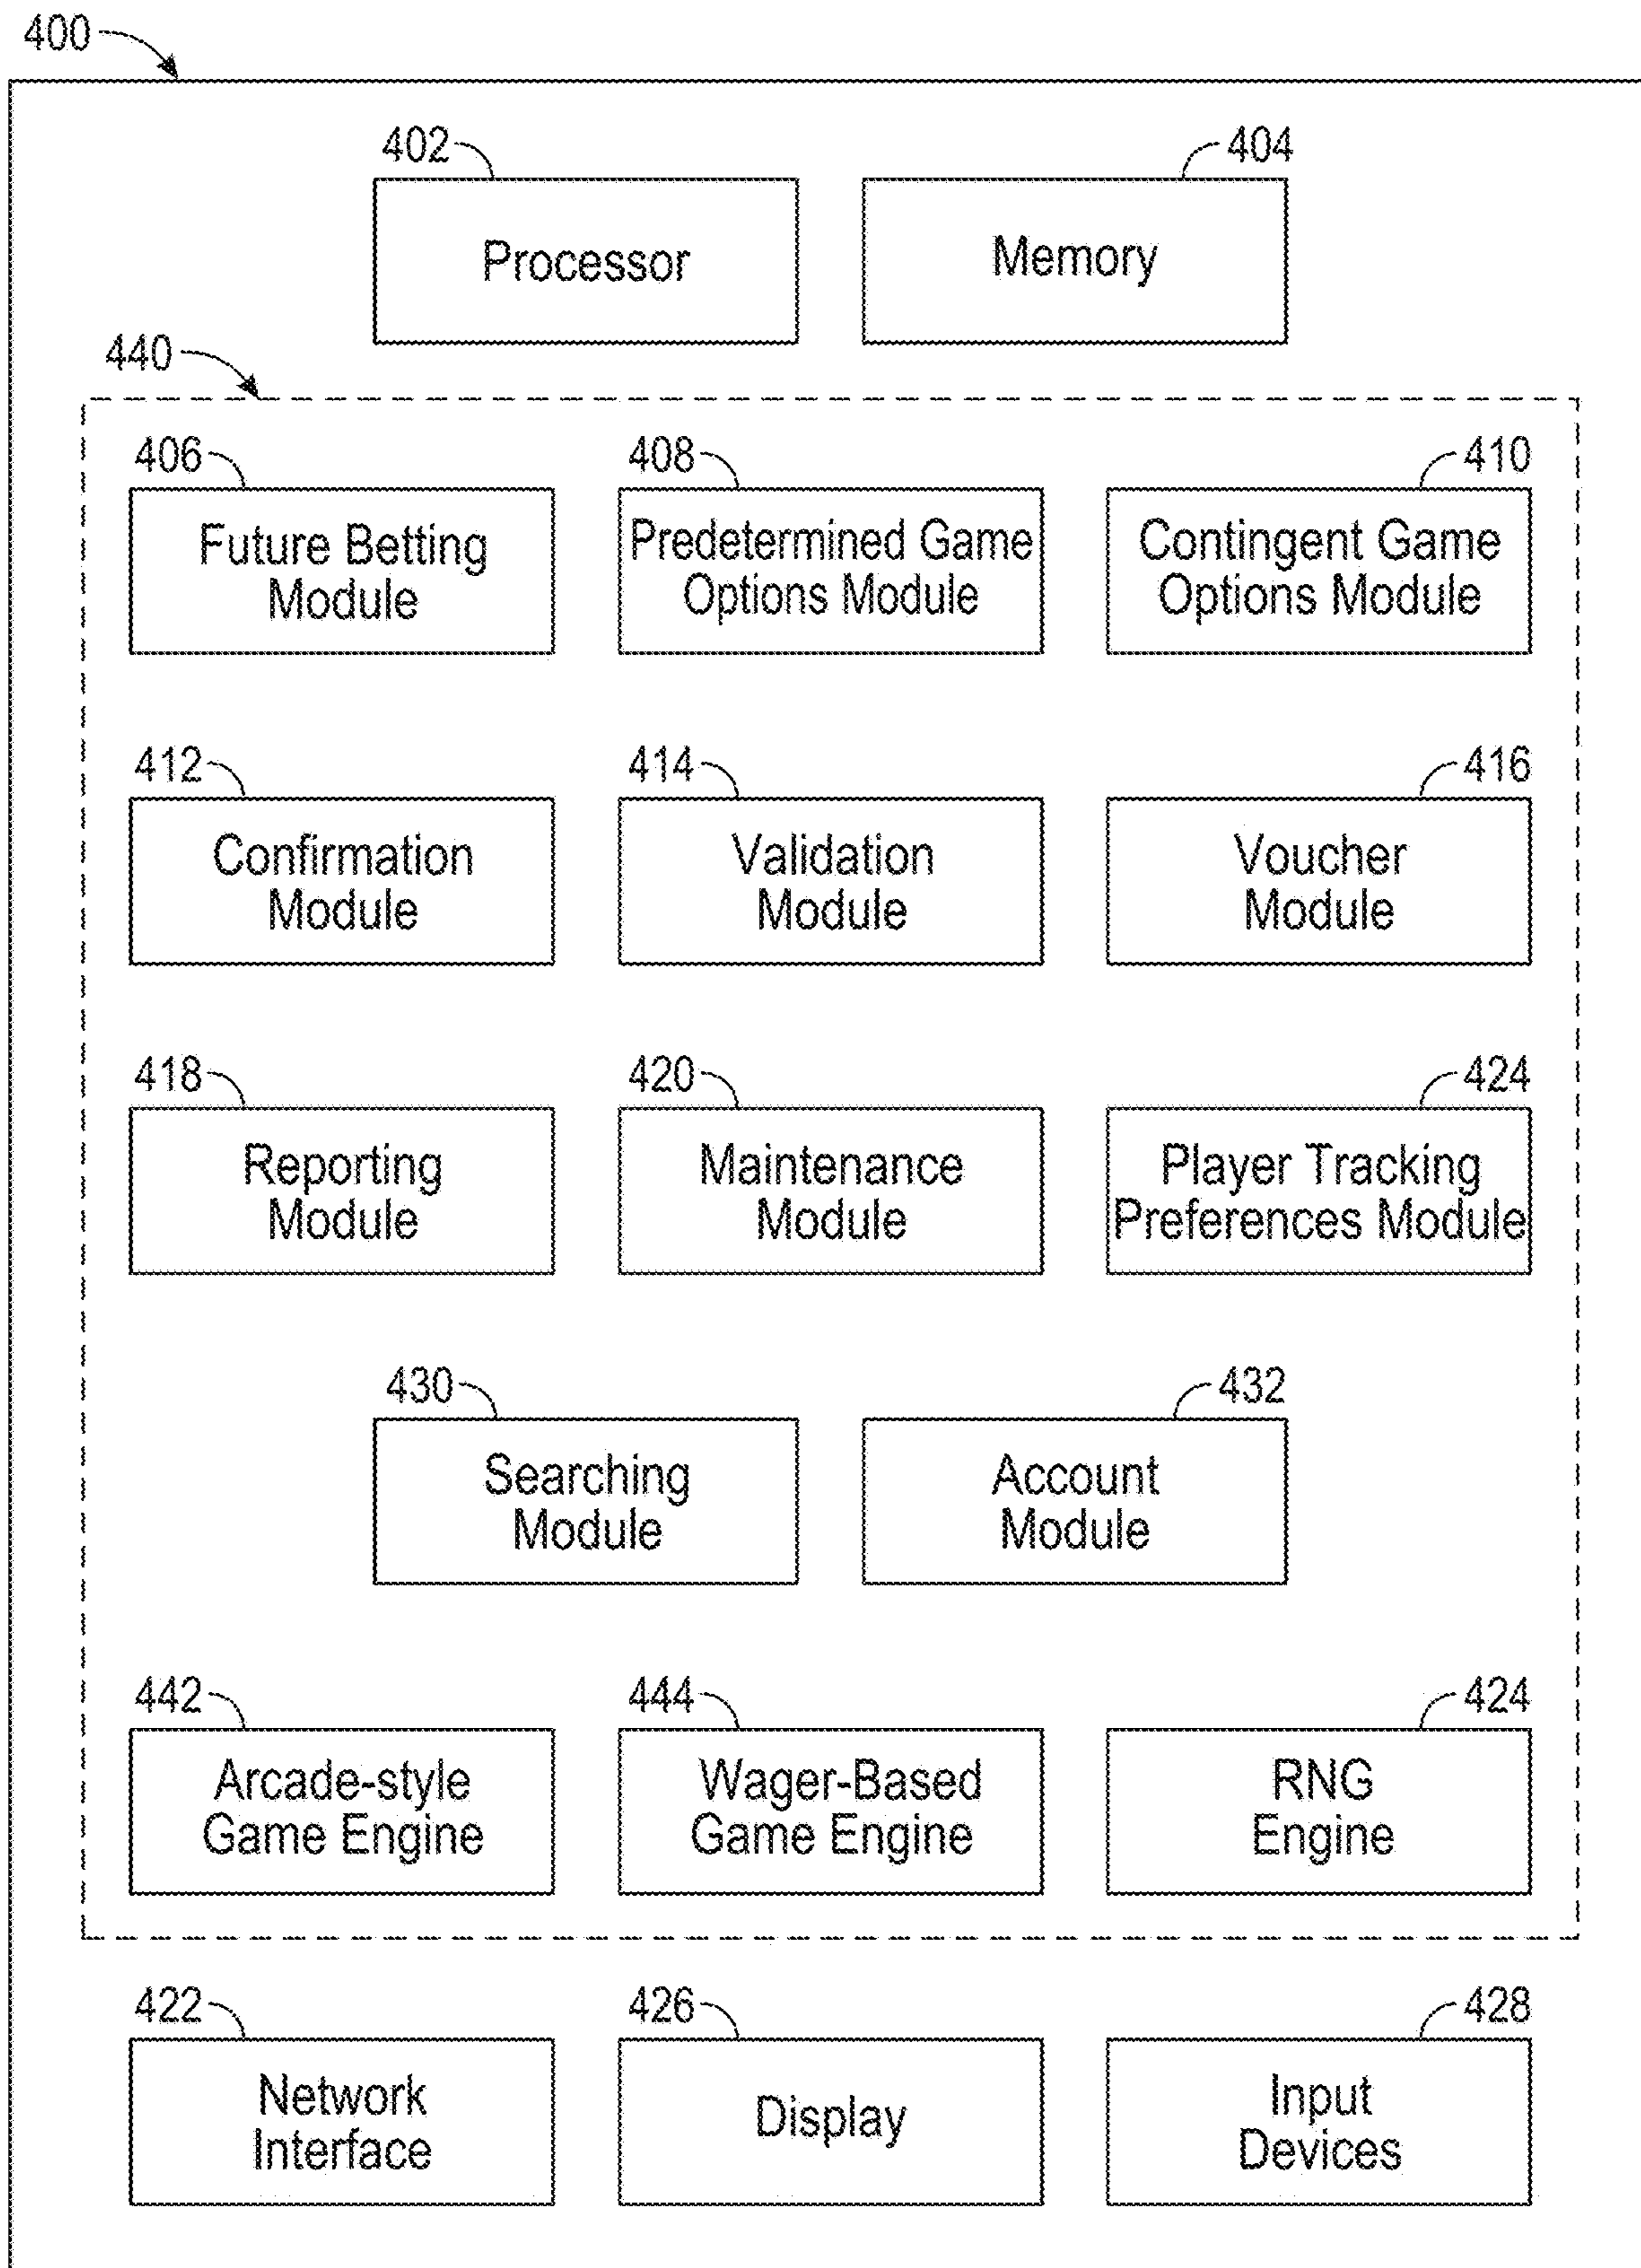 400
402
404
Processor
Memory
440
406
408
410
Future Betting
Module
Predetermined Game
Options Module
Contingent Game
Options Module
412
414
416
Confirmation
Module
Validation
Module
Voucher
Module
418
420
424
Reporting
Module
Maintenance
Module
Player Tracking
Preferences Module
430
432
Searching
Module
Account
Module
442
444
424
Arcade-style
Game Engine
Wager-Based
Game Engine
RNG
Engine
422
426
428
Network
Interface
Display
Input
Devices